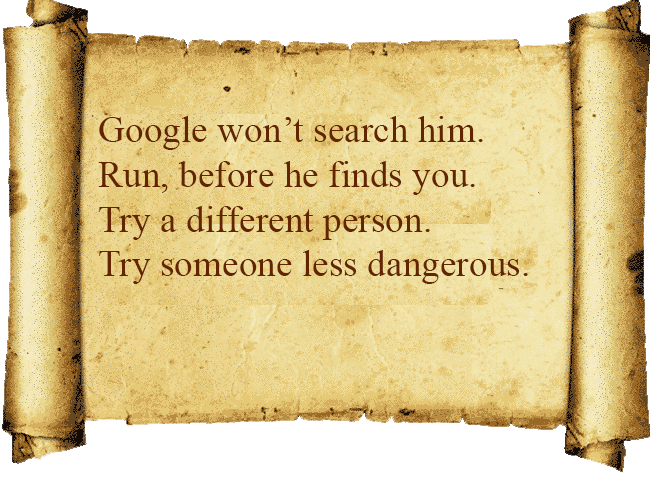 Google won’t search him.
Run, before he finds you.
Try a different person.
Try someone less dangerous.